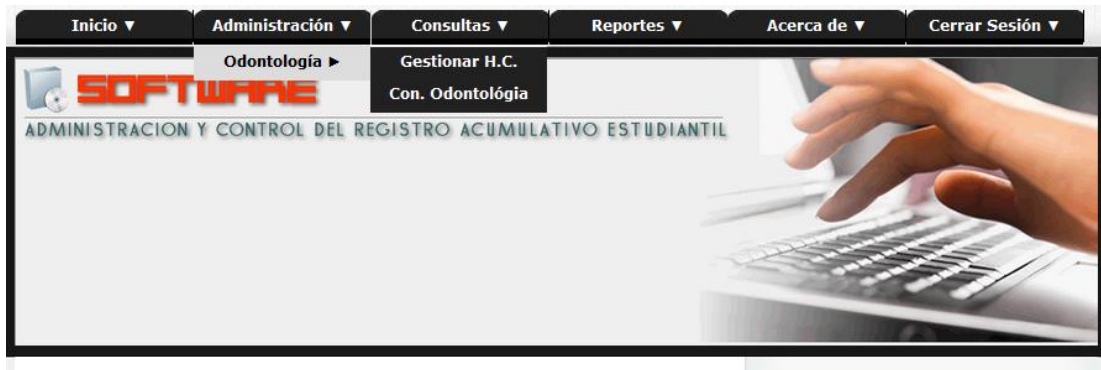 Inicio ▼ Administración ▼ Consultas ▼ Reportes ▼ Acerca de ▼ Cerrar Sesión ▼
Odontología ► Gestionar H.C.
Con. Odontológia
SOFTWARE
ADMINISTRACION Y CONTROL DEL REGISTRO ACUMULATIVO ESTUDIANTIL